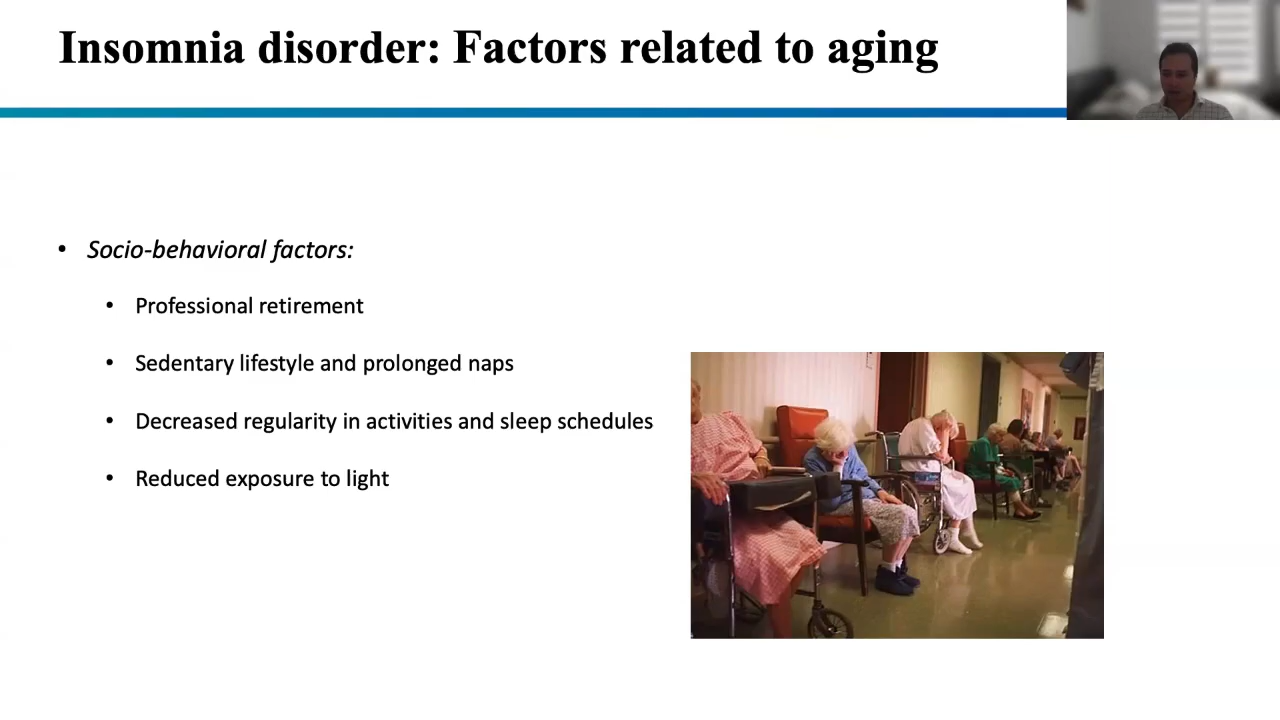 Insomnia disorder: Factors related to aging
• Socio-behavioral factors:
• Professional retirement
• Sedentary lifestyle and prolonged naps
• Decreased regularity in activities and sleep schedules
• Reduced exposure to light